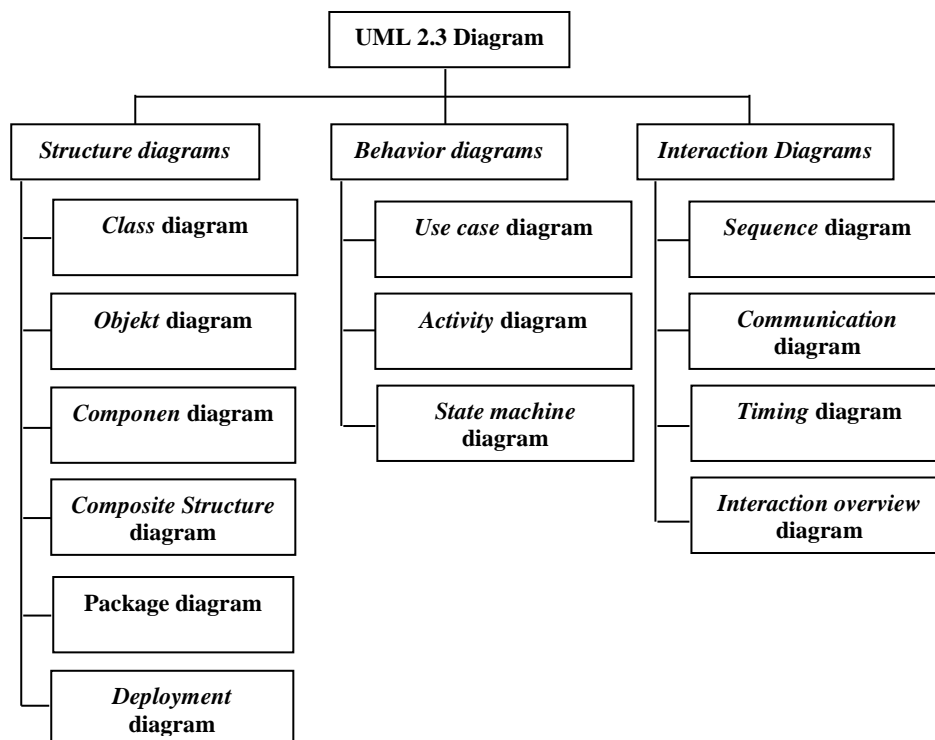 UML 2.3 Diagram
Structure diagrams
Behavior diagrams
Interaction Diagrams
Class diagram
Objekt diagram
Componen diagram
Composite Structure
diagram
Package diagram
Deployment
diagram
Use case diagram
Activity diagram
State machine
diagram
Sequence diagram
Communication
diagram
Timing diagram
Interaction overview
diagram